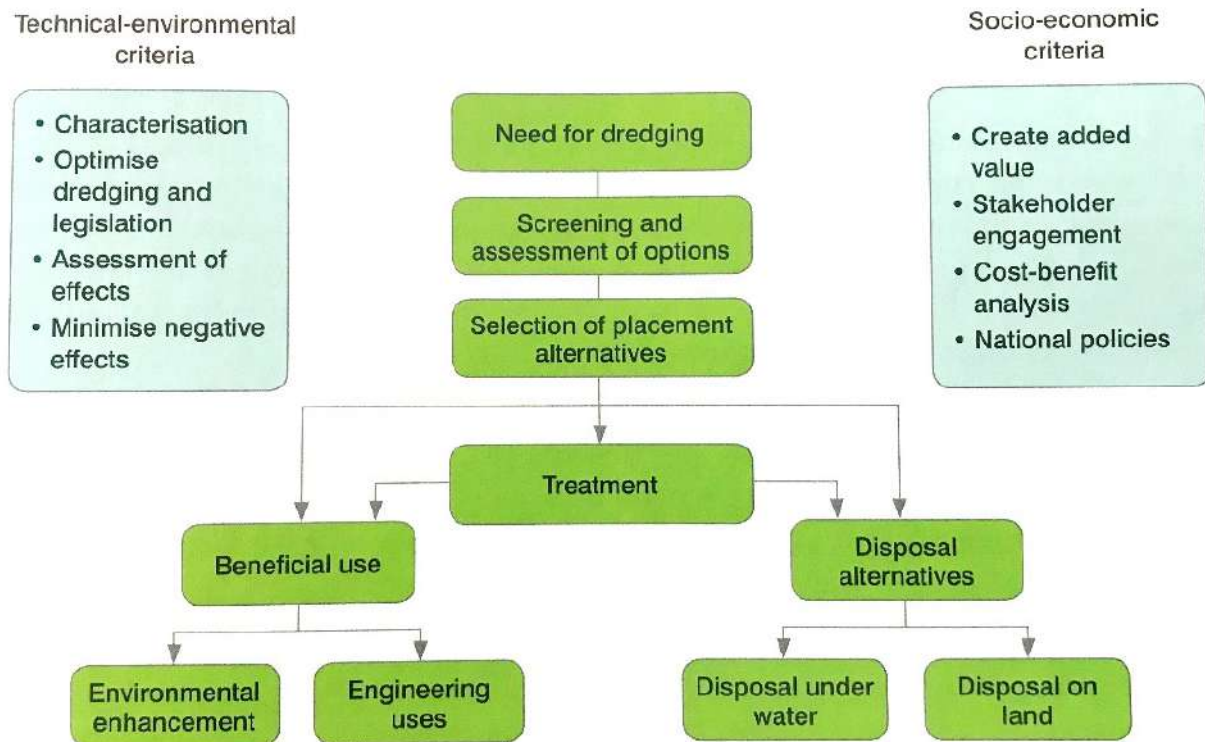 Technical-environmental
criteria
• Characterisation
• Optimise
dredging and
legislation
• Assessment of
effects
• Minimise negative
effects
Need for dredging
Screening and
assessment of options
Selection of placement
alternatives
Socio-economic
criteria
• Create added
value
• Stakeholder
engagement
• Cost-benefit
analysis
• National policies
Treatment
Beneficial use
Disposal
alternatives
Environmental
enhancement
Engineering
uses
Disposal under
water
Disposal on
land